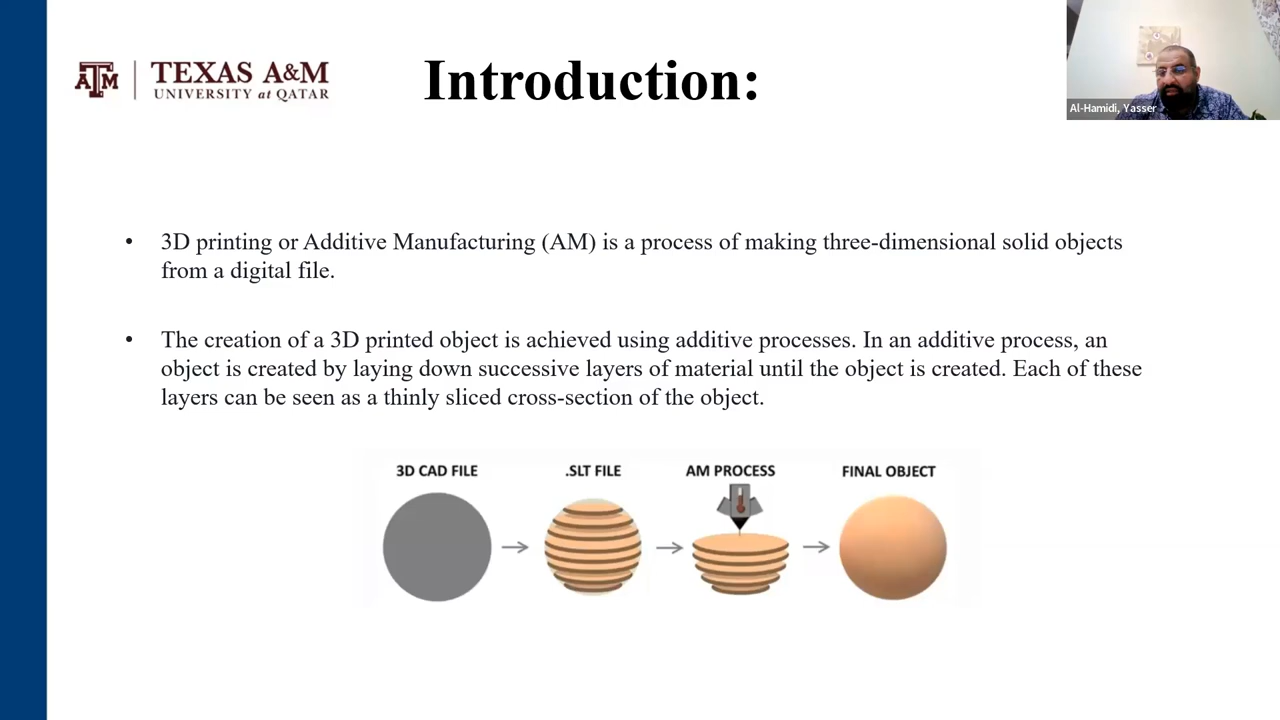 TEXAS A&M
UNIVERSITY at QATAR
ATM
Introduction:
Al-Hamidi, Yasser
• 3D printing or Additive Manufacturing (AM) is a process of making three-dimensional solid objects
from a digital file.
• The creation of a 3D printed object is achieved using additive processes. In an additive process, an
object is created by laying down successive layers of material until the object is created. Each of these
layers can be seen as a thinly sliced cross-section of the object.
3D CAD FILE
.SLT FILE
AM PROCESS
FINAL OBJECT